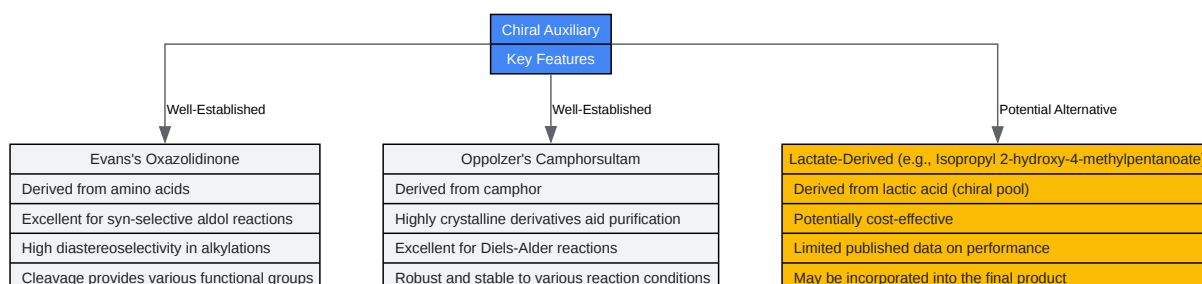 Chiral Auxiliary
Key Features
Well-Established
Well-Established
Potential Alternative
Evans's Oxazolidinone
Derived from amino acids
Excellent for syn-selective aldol reactions
High diastereoselectivity in alkylations
Cleavage provides various functional groups
Oppolzer's Camphorsultam
Derived from camphor
Highly crystalline derivatives aid purification
Excellent for Diels-Alder reactions
Robust and stable to various reaction conditions
Lactate-Derived (e.g., Isopropyl 2-hydroxy-4-methylpentanoate)
Derived from lactic acid (chiral pool)
Potentially cost-effective
Limited published data on performance
May be incorporated into the final product